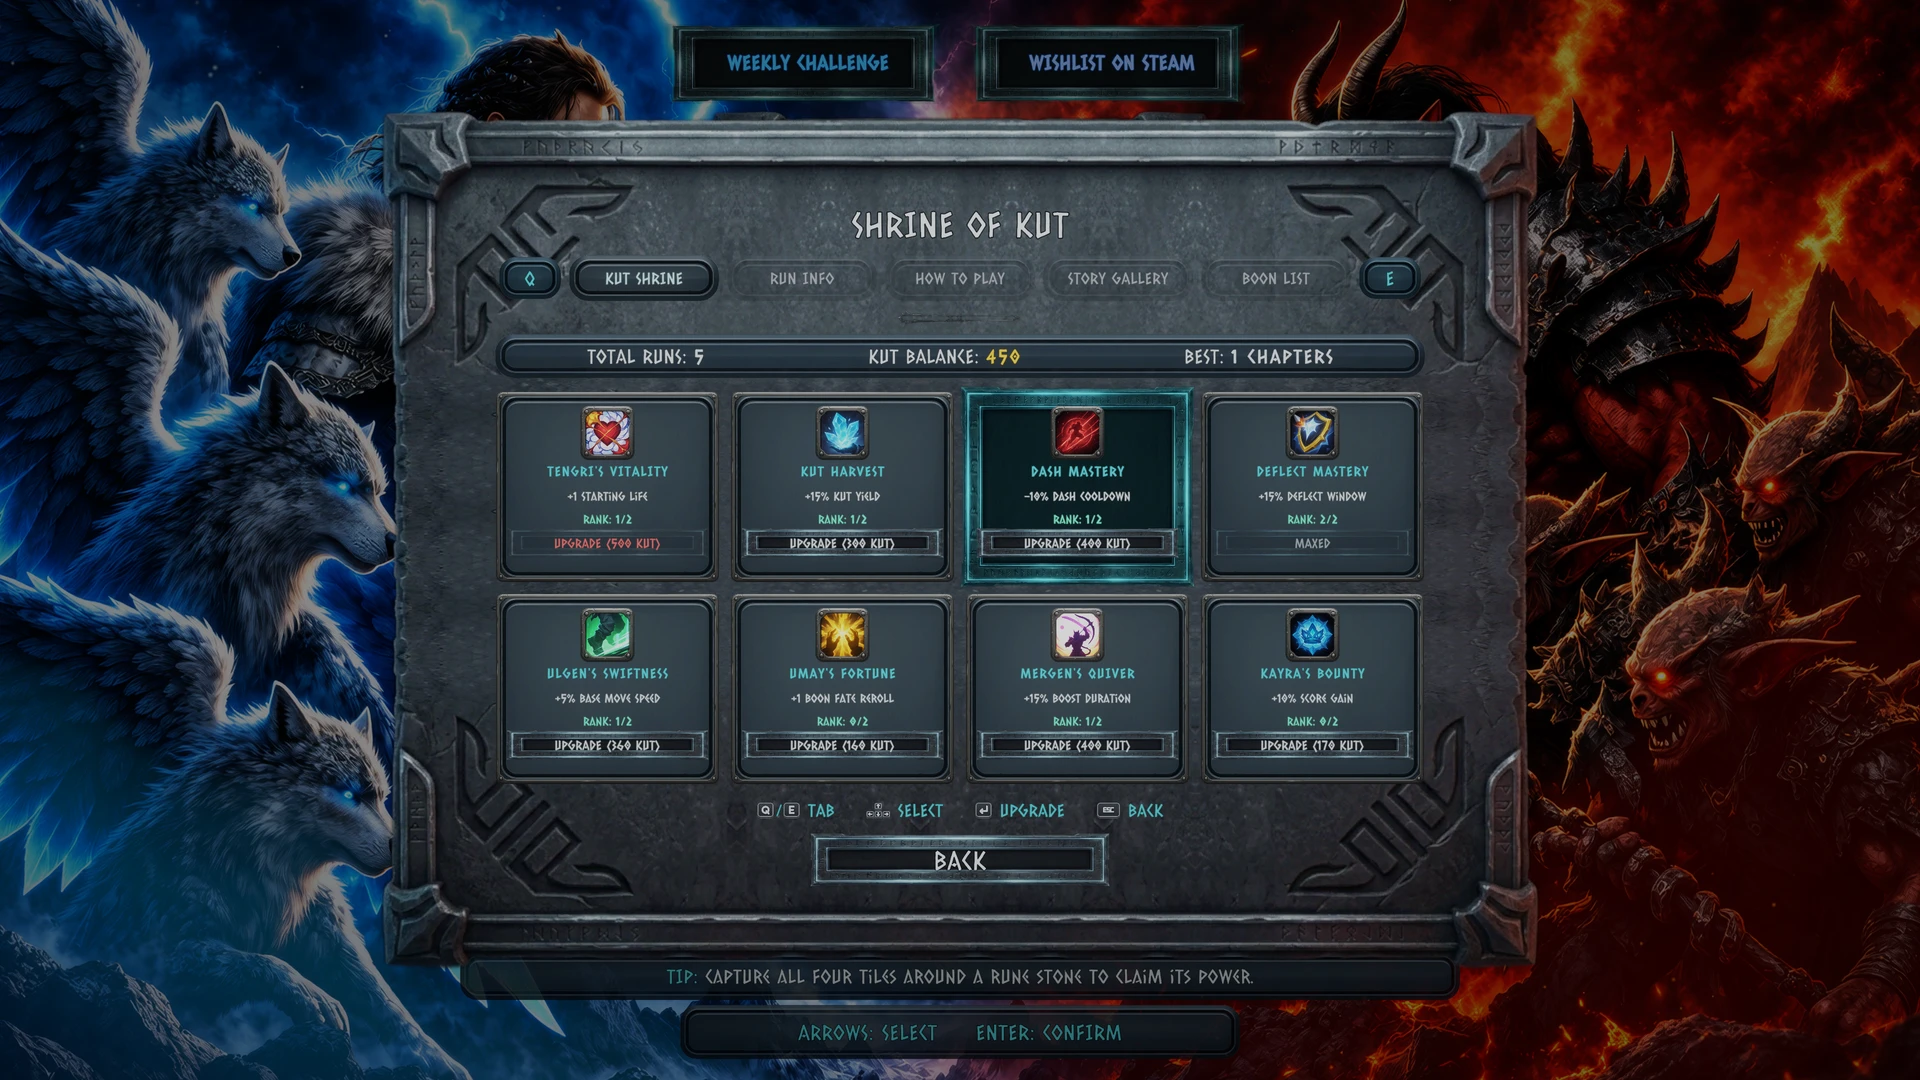 WEEKLY CHALLENGE
WISHLIST ON STEAM
SHRINE OF KUT
Q
KUT SHRINE
RUN INFO
HOW TO PLAY
STORY GALLERY
BOON LIST
E
TOTAL RUNS: 5
KUT BALANCE: 450
BEST: 1 CHAPTERS
TENGRI'S VITALITY
+1 STARTING LIFE
RANK: 1/2
UPGRADE (500 KUT)
KUT HARVEST
+15% KUT YIELD
RANK: 1/2
UPGRADE (300 KUT)
DASH MASTERY
-10% DASH COOLDOWN
RANK: 1/2
UPGRADE (400 KUT)
DEFLECT MASTERY
+15% DEFLECT WINDOW
RANK: 2/2
MAXED
ULGEN'S SWIFTNESS
+5% BASE MOVE SPEED
RANK: 1/2
UPGRADE (360 KUT)
UMAY'S FORTUNE
+1 BOON FATE REROLL
RANK: 0/2
UPGRADE (160 KUT)
MERGEN'S QUIVER
+15% BOOST DURATION
RANK: 1/2
UPGRADE (400 KUT)
KAYRA'S BOUNTY
+10% SCORE GAIN
RANK: 0/2
UPGRADE (170 KUT)
Q/E TAB SELECT UPGRADE ESC BACK
BACK
TIP: CAPTURE ALL FOUR TILES AROUND A RUNE STONE TO CLAIM ITS POWER.
ARROWS: SELECT ENTER: CONFIRM